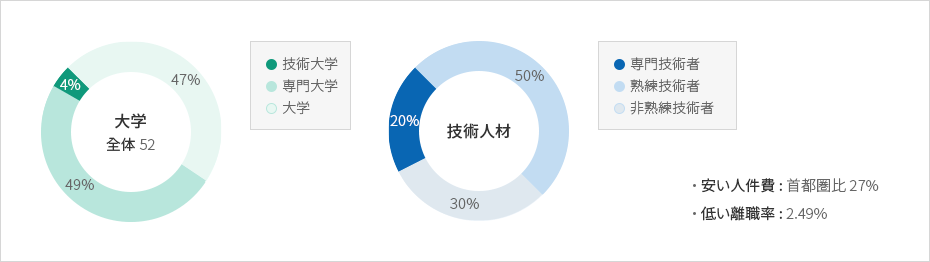 4%
47%
49%
大学
全体 52
技術大学
専門大学
大学
50%
20%
30%
技術人材
専門技術者
熟練技術者
非熟練技術者
· 安い人件費 : 首都圏比 27%
· 低い離職率 : 2.49%